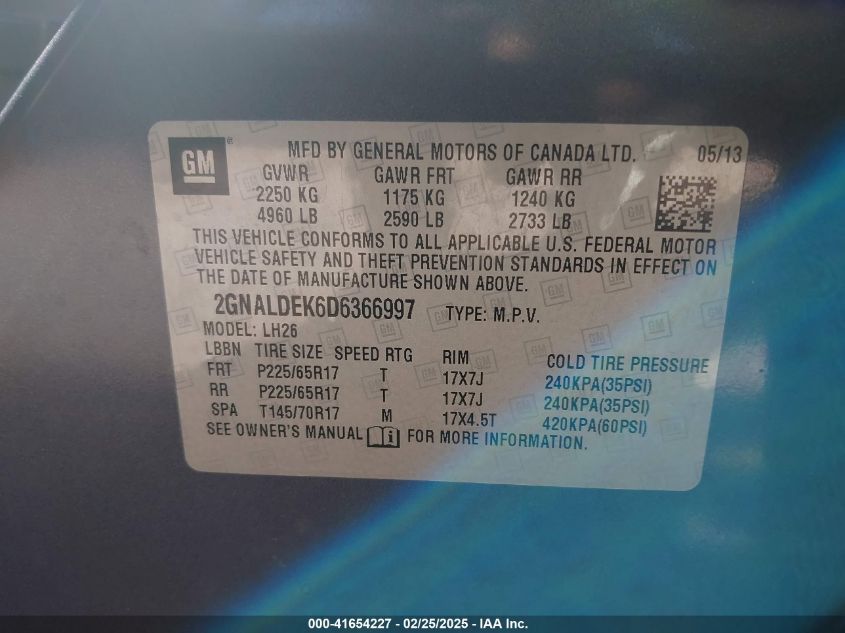 GM ® MFD BY GENERAL MOTORS OF CANADA LTD. 05/13
GVWR GAWR FRT GAWR RR
2250 KG 1175 KG 1240 KG
4960 LB 2590 LB 2733 LB
THIS VEHICLE CONFORMS TO ALL APPLICABLE U.S. FEDERAL MOTOR
VEHICLE SAFETY AND THEFT PREVENTION STANDARDS IN EFFECT ON
THE DATE OF MANUFACTURE SHOWN ABOVE.
2GNALDEK6D6366997 TYPE: M.P.V.
MODEL: LH26
LBBN TIRE SIZE SPEED RTG RIM COLD TIRE PRESSURE
FRT P225/65R17 T 17X7J 240KPA(35PSI)
RR P225/65R17 T 17X7J 240KPA(35PSI)
SPA T145/70R17 M 17X4.5T 420KPA(60PSI)
SEE OWNER'S MANUAL FOR MORE INFORMATION.
000-41654227 - 02/25/2025 - IAA Inc.